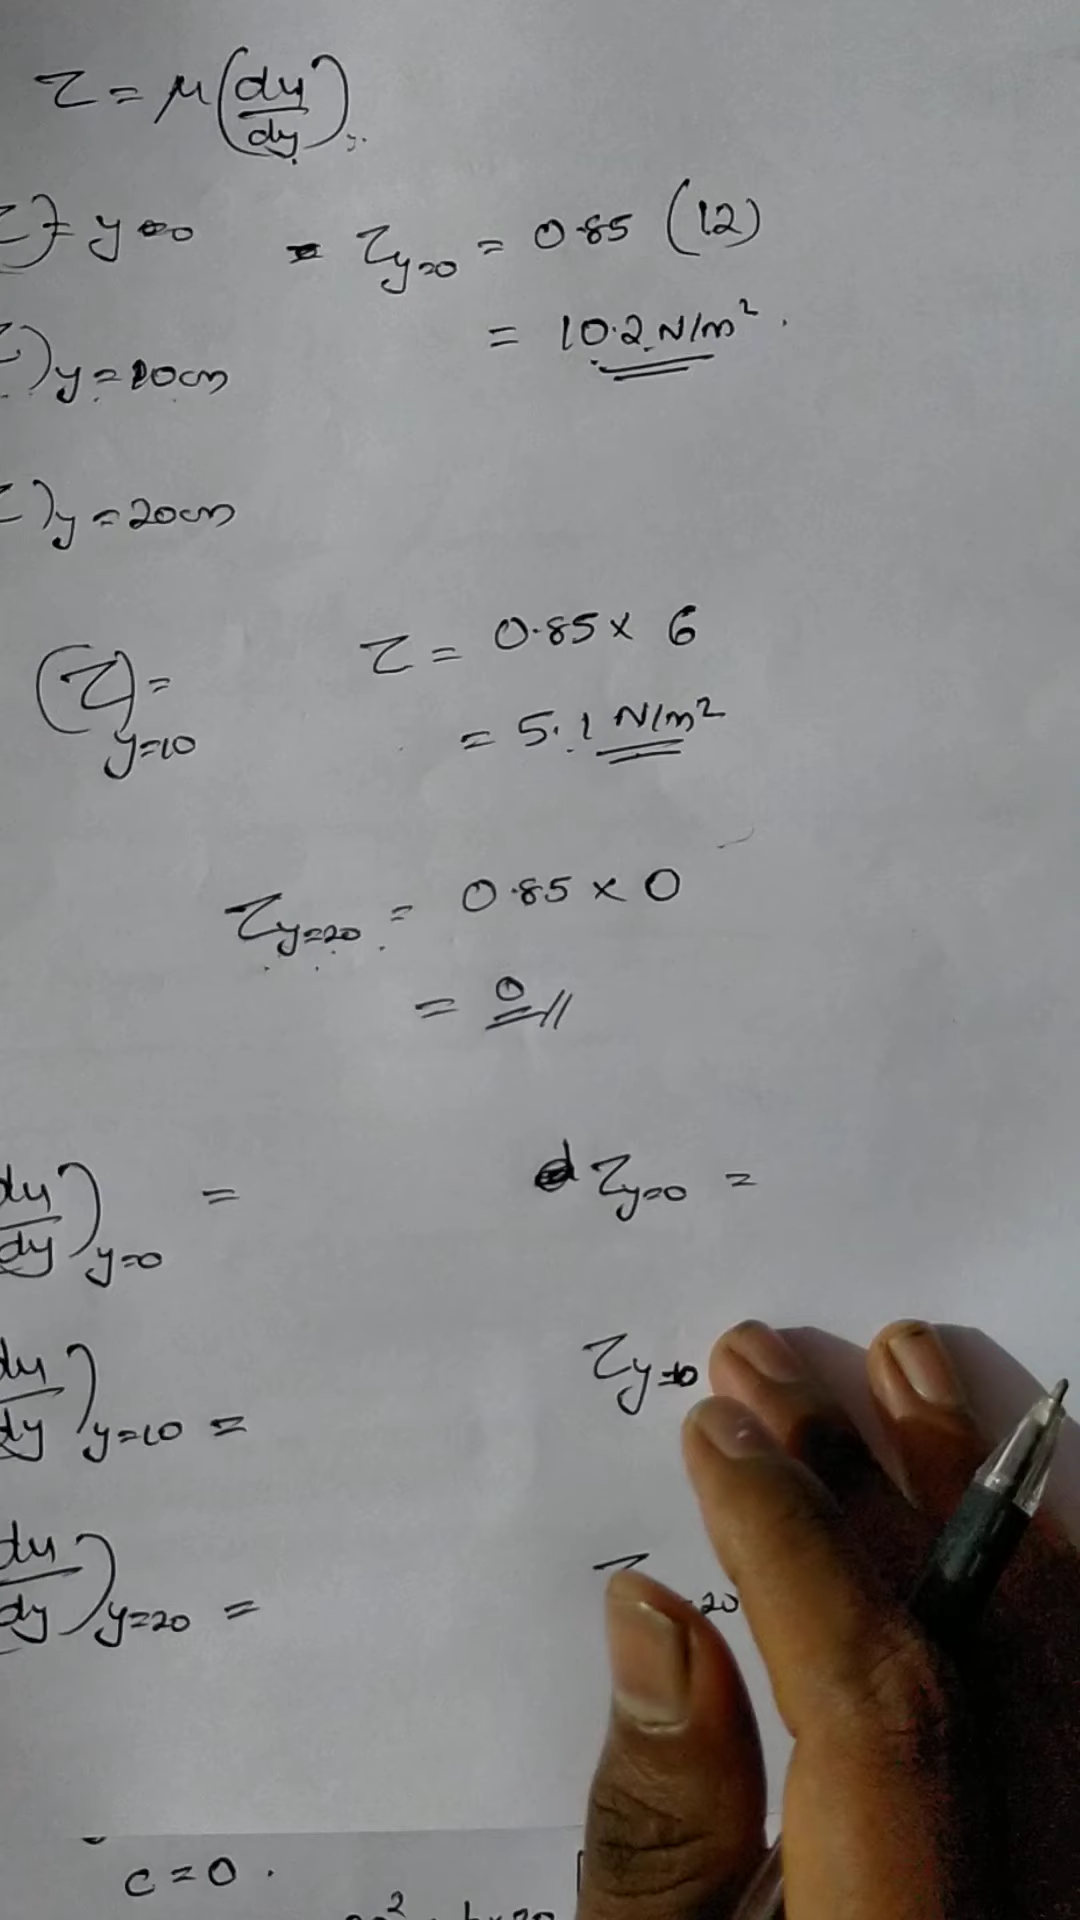 τ = μ(du/dy)y.
τ) = y=0 τy=0 = 0.85 (12)
= 10.2 N/m².
τ)y=10cm
τ)y=20cm
(τ)y=10 = τ = 0.85 × 6
= 5.1 N/m²
τy=20 = 0.85 × 0
= 0 //
du/dy)y=0 = τy=0 =
du/dy)y=10 = τy=10
du/dy)y=20 = 20
c = 0.